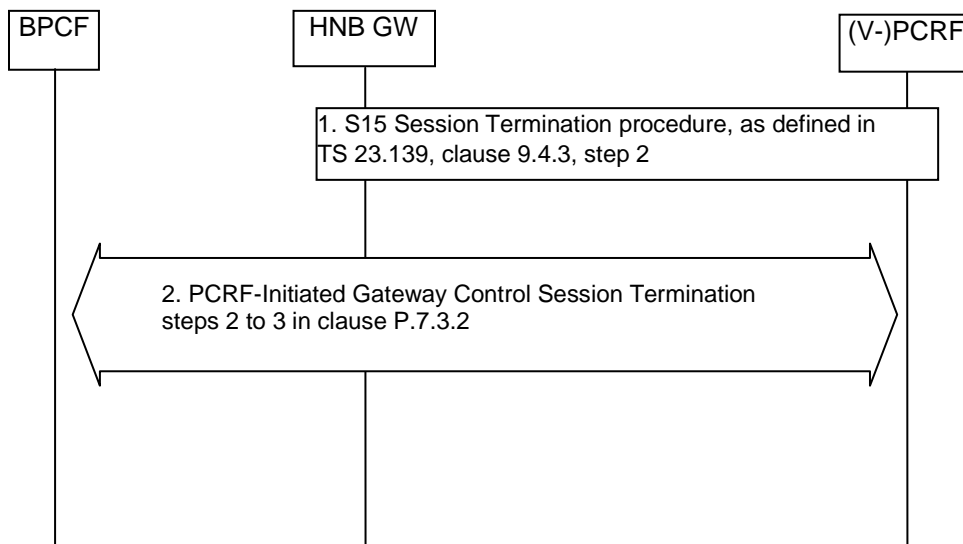 BPCF
HNB GW
(V-)PCRF
1. S15 Session Termination procedure, as defined in
TS 23.139, clause 9.4.3, step 2
2. PCRF-Initiated Gateway Control Session Termination
steps 2 to 3 in clause P.7.3.2